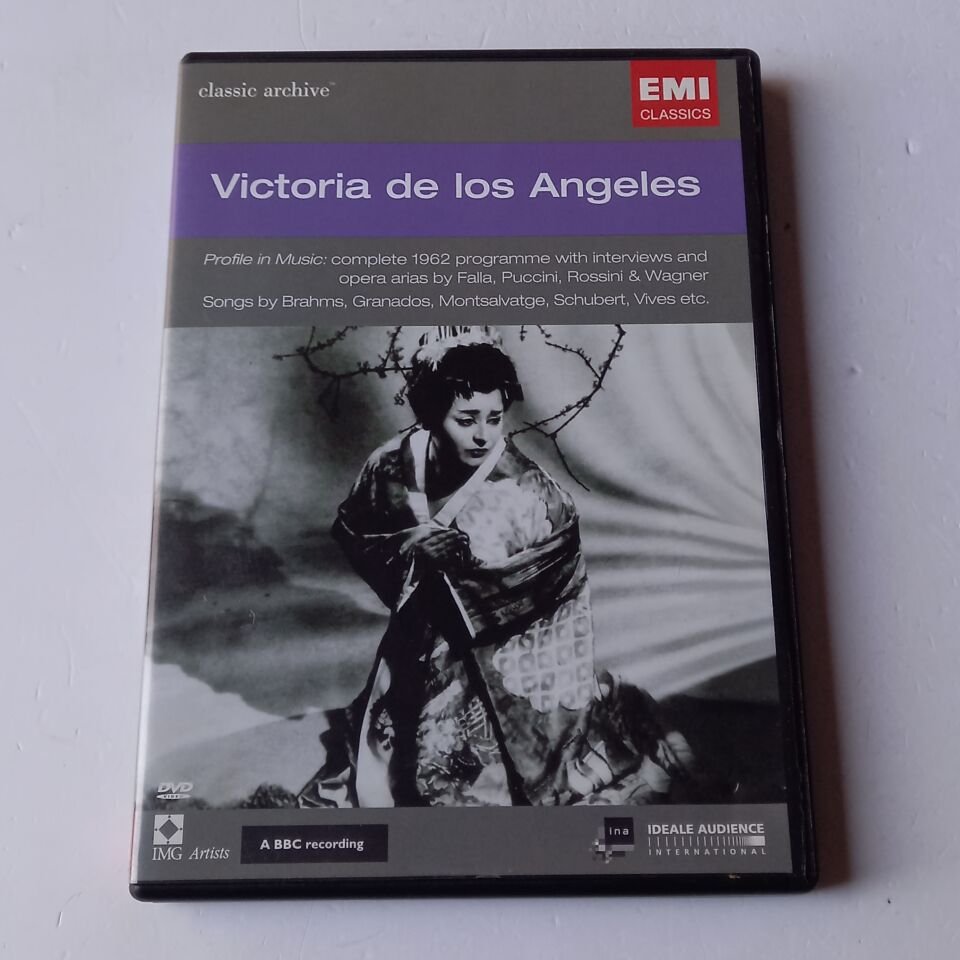 classic archive™
EMI
CLASSICS
Victoria de los Angeles
Profile in Music: complete 1962 programme with interviews and
opera arias by Falla, Puccini, Rossini & Wagner
Songs by Brahms, Granados, Montsalvatge, Schubert, Vives etc.
DVD
VIDEO
IMG Artists
A BBC recording
ina
IDEALE AUDIENCE
INTERNATIONAL